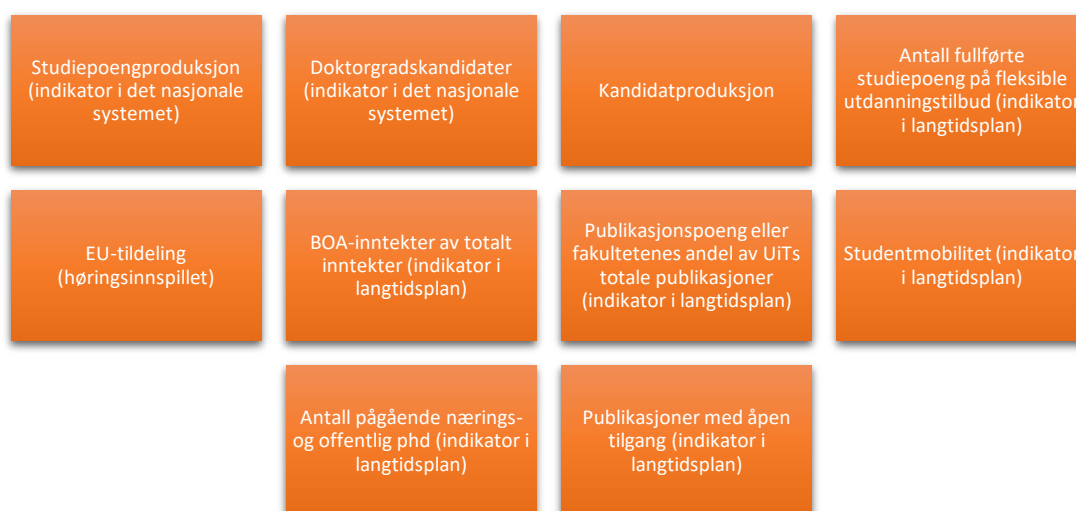 Studiepoengproduksjon
(indikator i det nasjonale
systemet)
Doktorgradskandidater
(indikator i det nasjonale
systemet)
Kandidatproduksjon
Antall fullførte
studiepoeng på fleksible
utdanningstilbud (indikator
i langtidsplan)
EU-tildeling
(høringsinnspillet)
BOA-inntekter av totalt
inntekter (indikator i
langtidsplan)
Publikasjonspoeng eller
fakultetenes andel av UiTs
totale publikasjoner
(indikator i langtidsplan)
Studentmobilitet (indikator
i langtidsplan)
Antall pågående nærings-
og offentlig phd (indikator i
langtidsplan)
Publikasjoner med åpen
tilgang (indikator i
langtidsplan)